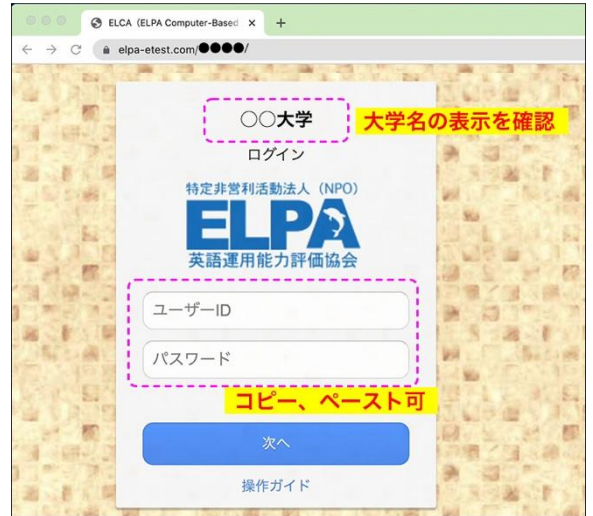 ELCA (ELPA Computer-Based
elpa-etest.com/●●●●/
○○大学
大学名の表示を確認
ログイン
特定非営利活動法人（NPO）
ELPA
英語運用能力評価協会
ユーザーID
パスワード
コピー、ペースト可
次へ
操作ガイド